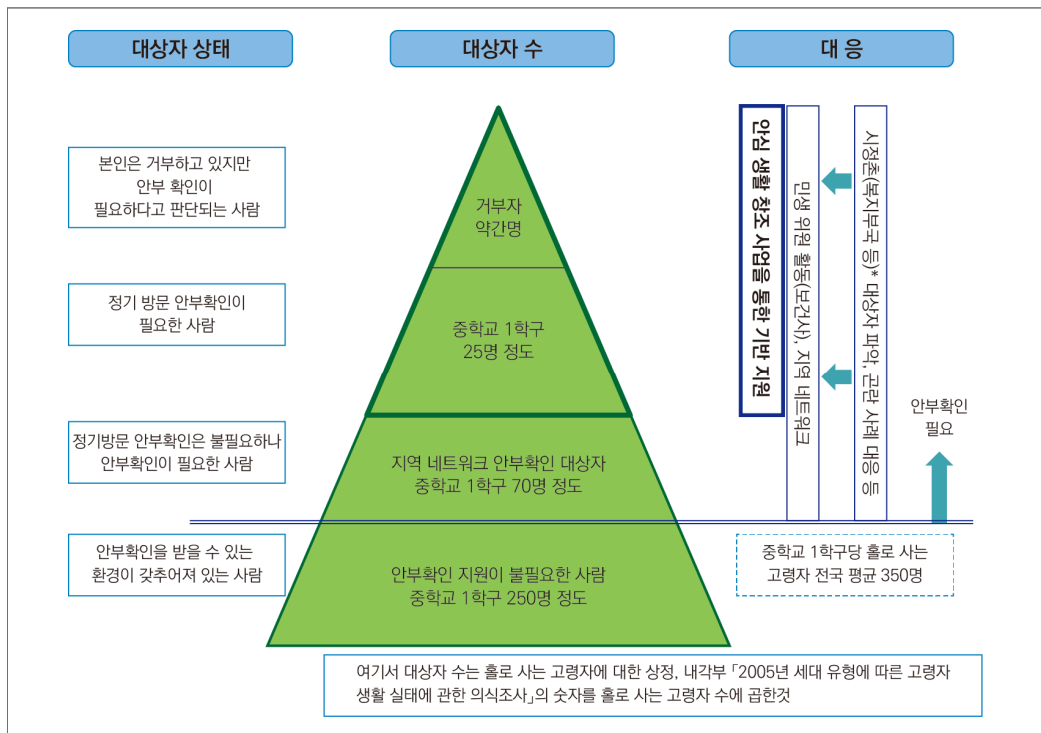 대상자 상태
대상자 수
대 응
본인은 거부하고 있지만
안부 확인이
필요하다고 판단되는 사람
거부자
약간명
정기 방문 안부확인이
필요한 사람
중학교 1학구
25명 정도
정기방문 안부확인은 불필요하나
안부확인이 필요한 사람
지역 네트워크 안부확인 대상자
중학교 1학구 70명 정도
안부확인을 받을 수 있는
환경이 갖추어져 있는 사람
안부확인 지원이 불필요한 사람
중학교 1학구 250명 정도
안심 생활 창조 사업을 통한 기반 지원
민생 위원 활동(보건사), 지역 네트워크
시정촌(복지부국 등)* 대상자 파악, 곤란 사례 대응 등
안부확인
필요
중학교 1학구당 홀로 사는
고령자 전국 평균 350명
여기서 대상자 수는 홀로 사는 고령자에 대한 상정, 내각부 「2005년 세대 유형에 따른 고령자
생활 실태에 관한 의식조사」의 숫자를 홀로 사는 고령자 수에 곱한것